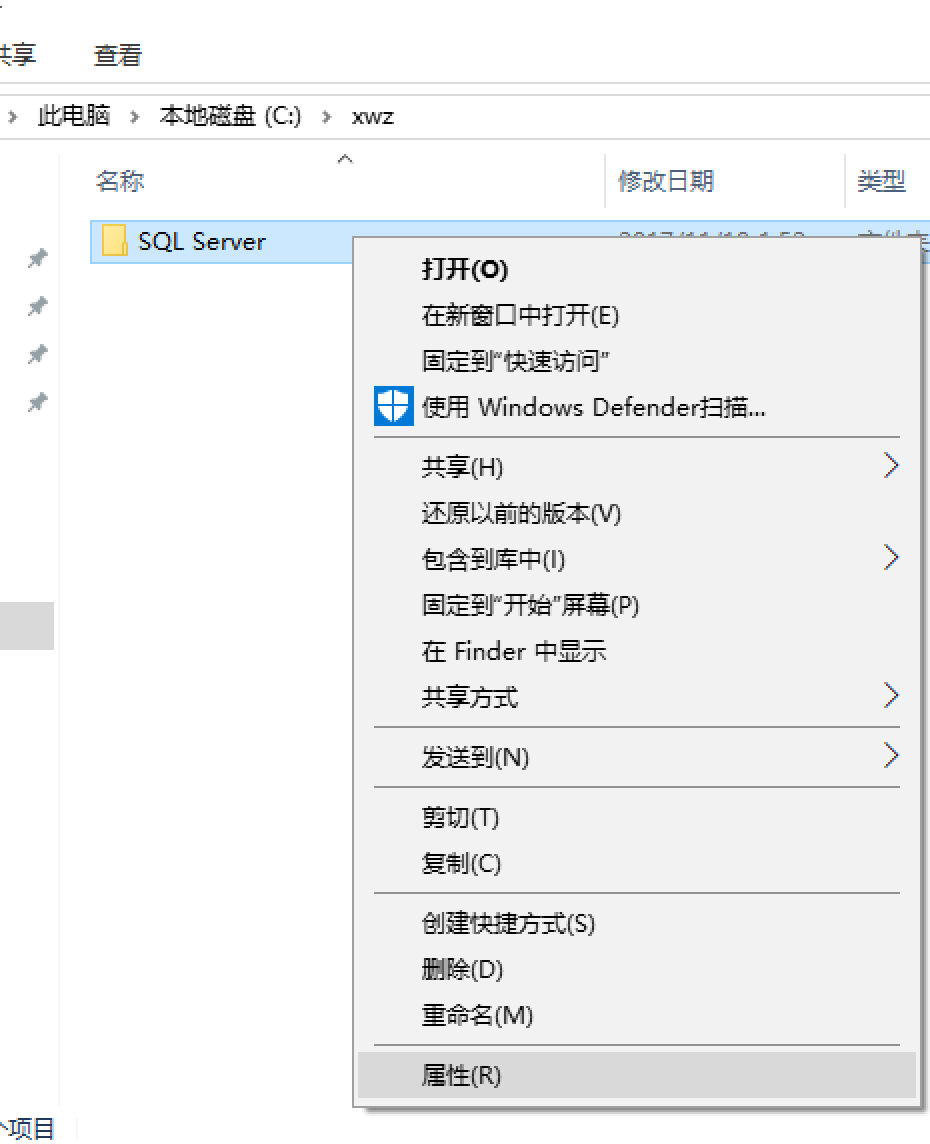 共享 查看
此电脑 本地磁盘 (C:) xwz
名称 修改日期 类型
SQL Server
打开(O)
在新窗口中打开(E)
固定到“快速访问”
使用 Windows Defender扫描...
共享(H)
还原以前的版本(V)
包含到库中(I)
固定到“开始”屏幕(P)
在 Finder 中显示
共享方式
发送到(N)
剪切(T)
复制(C)
创建快捷方式(S)
删除(D)
重命名(M)
属性(R)
个项目